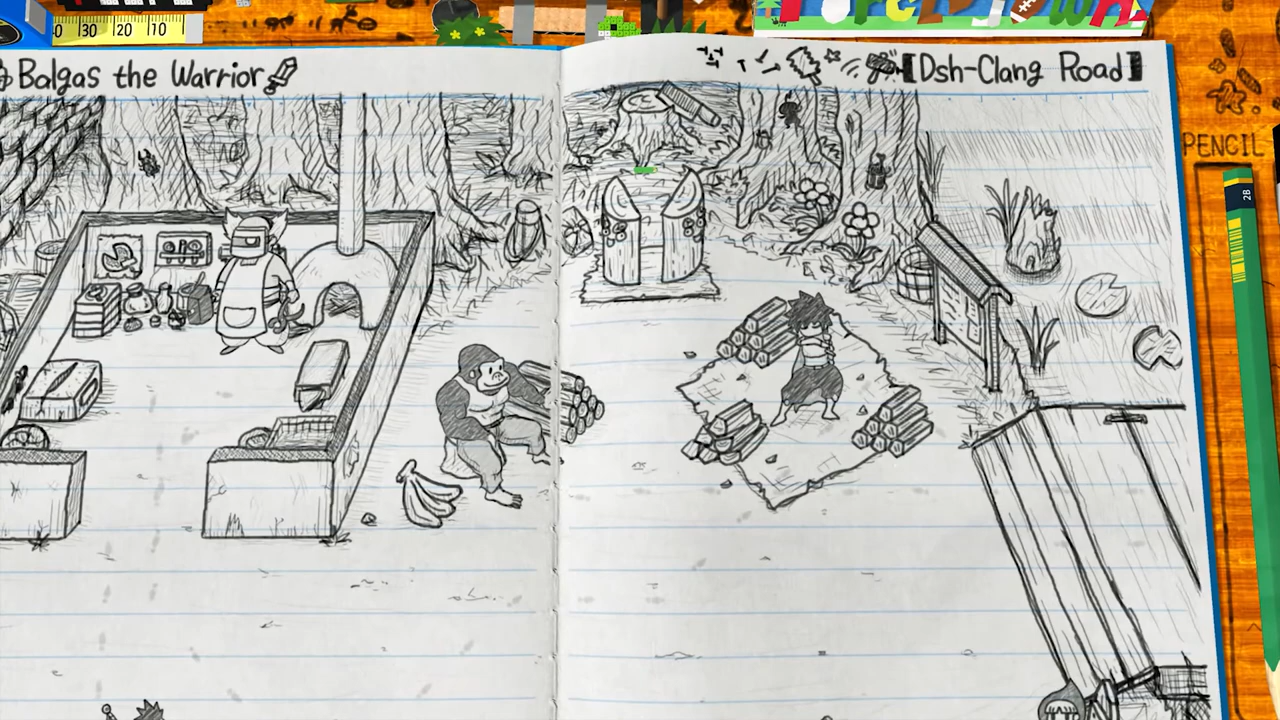 0 30 20 10
Balgas the Warrior
[Dsh-Clang Road]
PENCIL
2B